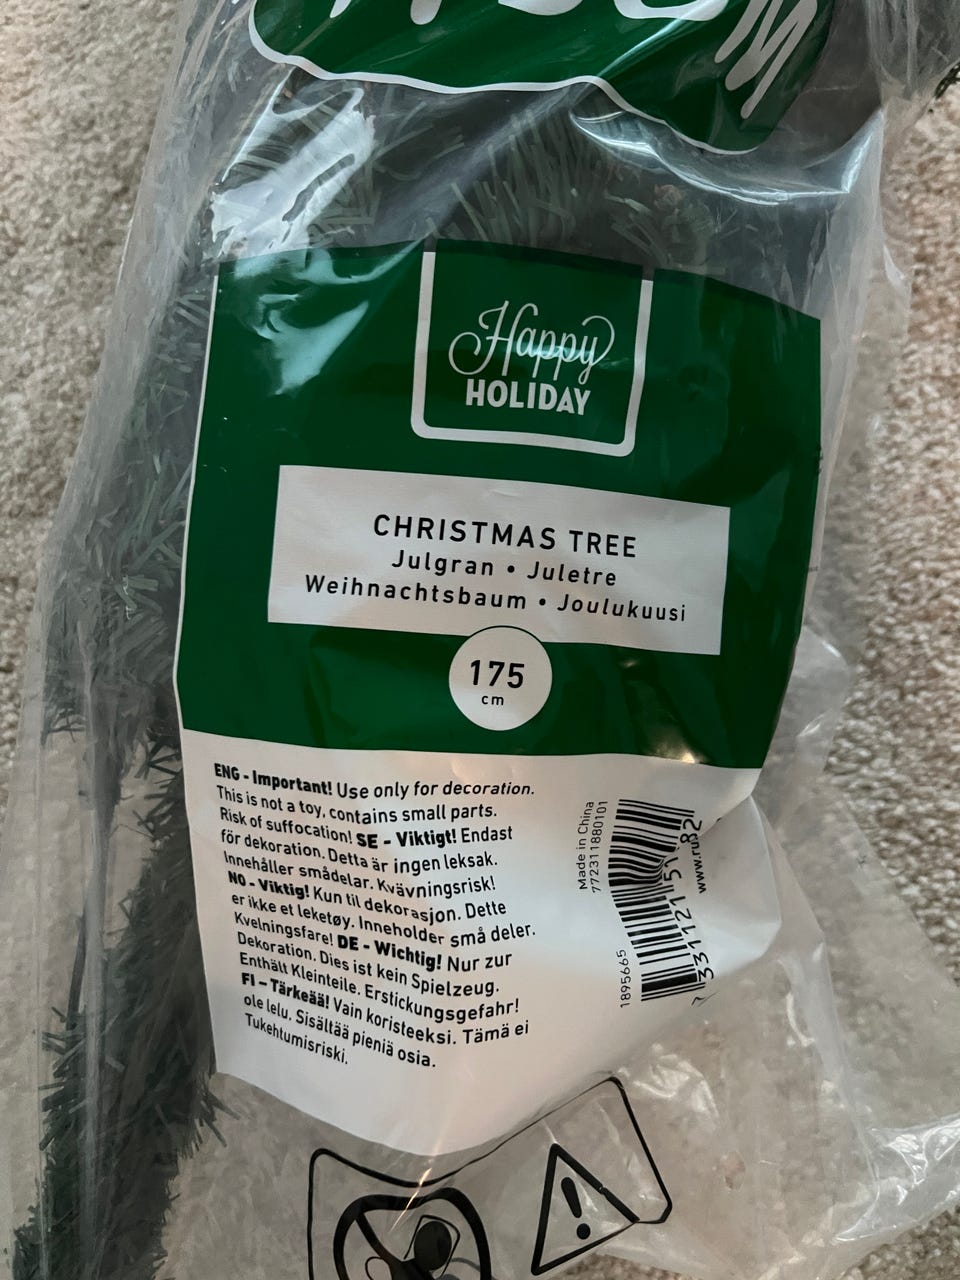 Happy
HOLIDAY
CHRISTMAS TREE
Julgran • Juletre
Weihnachtsbaum • Joulukuusi
175
cm
ENG - Important! Use only for decoration.
This is not a toy, contains small parts.
Risk of suffocation! SE - Viktigt! Endast
för dekoration. Detta är ingen leksak.
Innehåller smådelar. Kvävningsrisk!
NO - Viktig! Kun til dekorasjon. Dette
er ikke et leketøy. Inneholder små deler.
Kvelningsfare! DE - Wichtig! Nur zur
Dekoration. Dies ist kein Spielzeug.
Enthält Kleinteile. Erstickungsgefahr!
FI – Tärkeää! Vain koristeeksi. Tämä ei
ole lelu. Sisältää pieniä osia.
Tukehtumisriski.
Made in China
772311880101
1895665